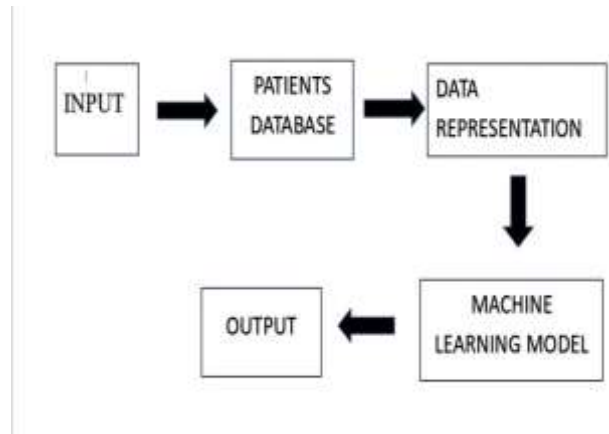 INPUT
PATIENTS
DATABASE
DATA
REPRESENTATION
MACHINE
LEARNING MODEL
OUTPUT